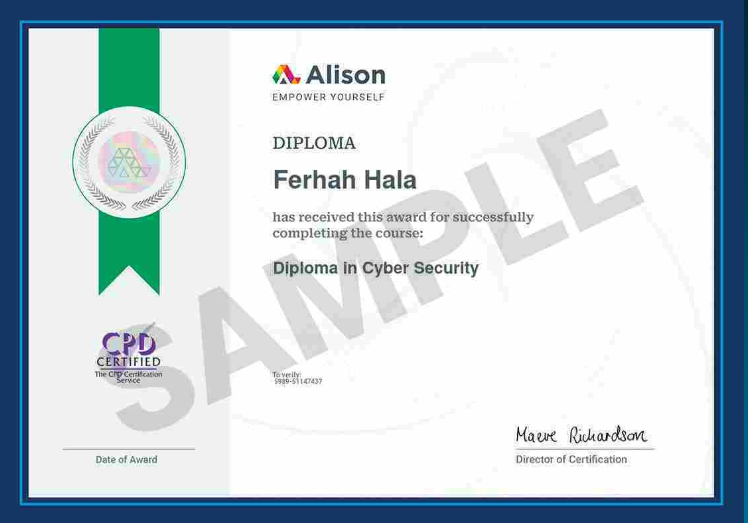 Alison
EMPOWER YOURSELF
DIPLOMA
Ferhah Hala
has received this award for successfully
completing the course:
Diploma in Cyber Security
SAMPLE
CPD
CERTIFIED
The CPD Certification
Service
To verify:
5989-51147437
Maeve Richardson
Date of Award
Director of Certification